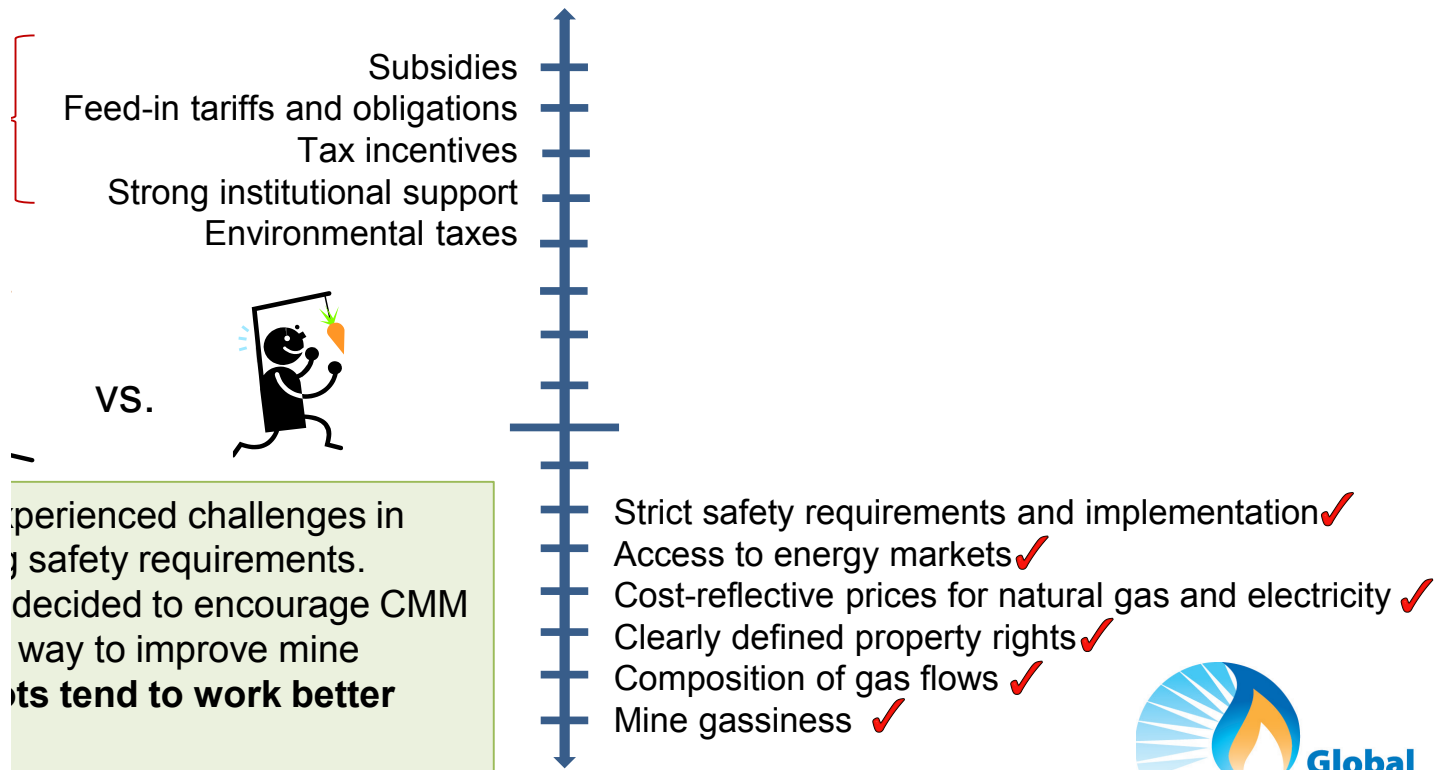 Subsidies
Feed-in tariffs and obligations
Tax incentives
Strong institutional support
Environmental taxes
vs.
experienced challenges in
safety requirements.
decided to encourage CMM
way to improve mine
tend to work better
Strict safety requirements and implementation
Access to energy markets
Cost-reflective prices for natural gas and electricity
Clearly defined property rights
Composition of gas flows
Mine gassiness
Global